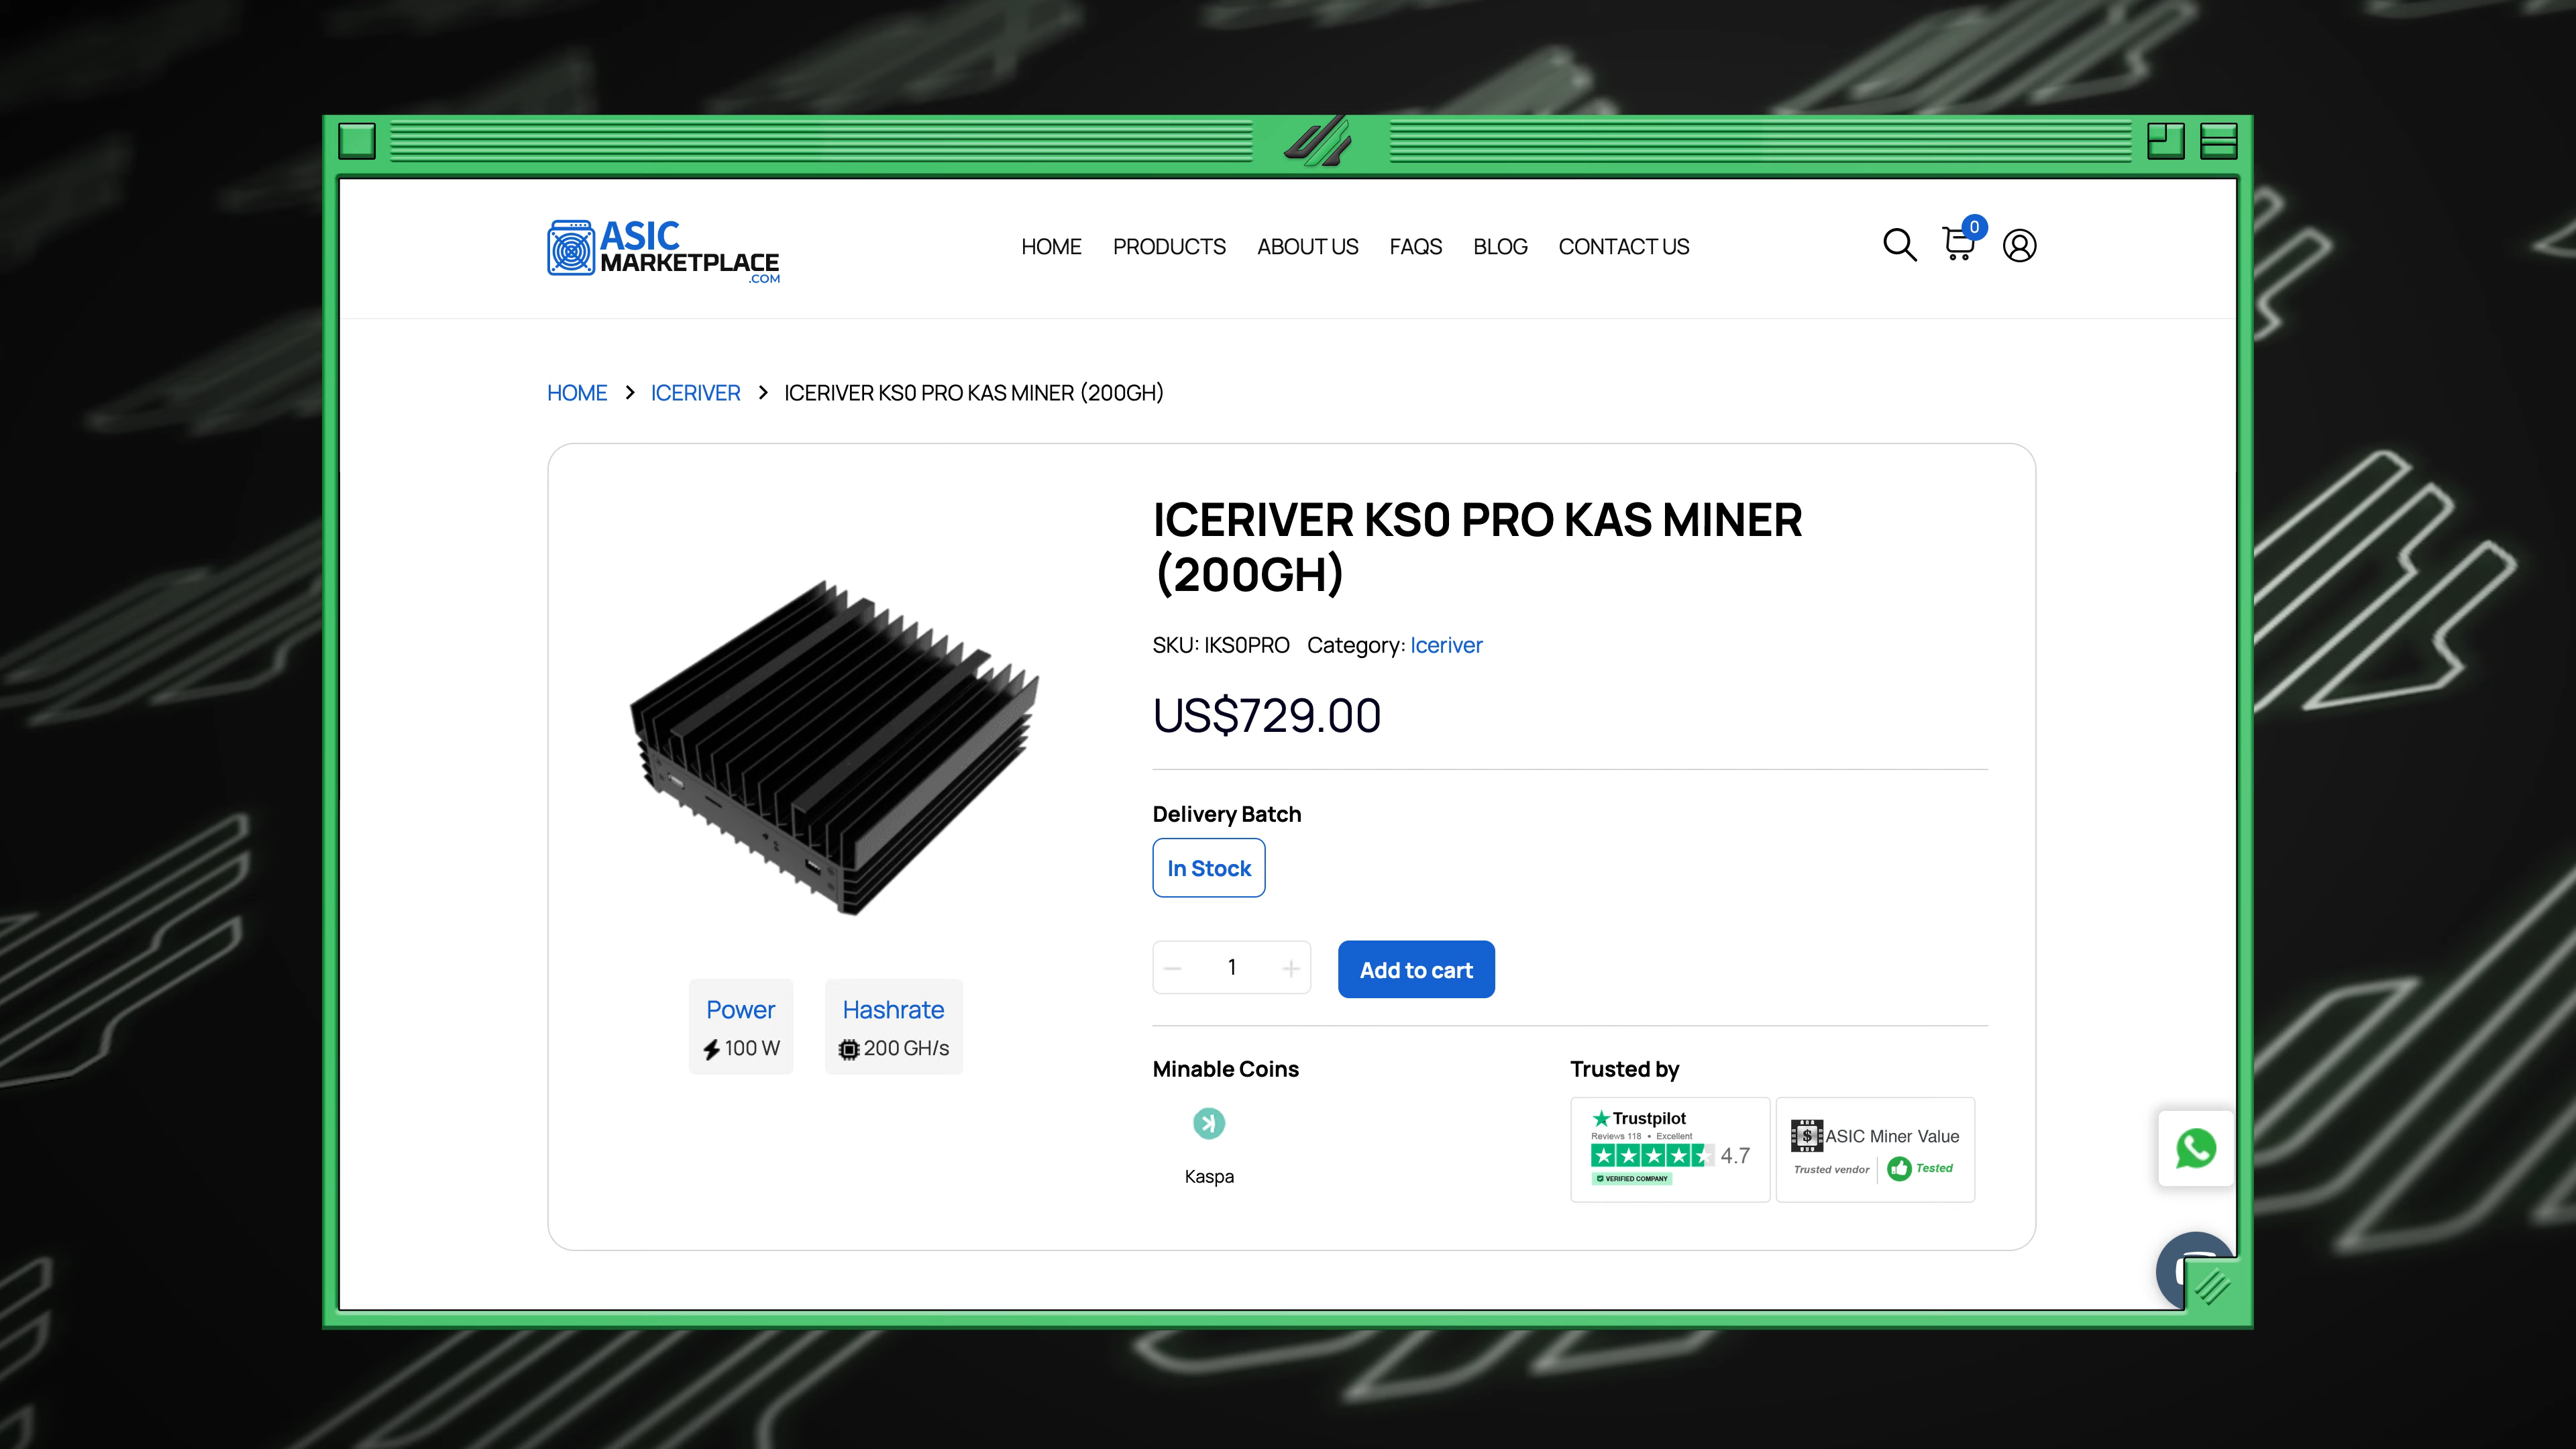 ASIC
MARKETPLACE
.COM
HOME PRODUCTS ABOUT US FAQS BLOG CONTACT US
0
HOME > ICERIVER > ICERIVER KS0 PRO KAS MINER (200GH)
ICERIVER KS0 PRO KAS MINER
(200GH)
SKU: IKS0PRO Category: Iceriver
US$729.00
Delivery Batch
In Stock
− 1 +
Add to cart
Power
100 W
Hashrate
200 GH/s
Minable Coins
Kaspa
Trusted by
Trustpilot
Reviews 118 • Excellent
4.7
VERIFIED COMPANY
ASIC Miner Value
Trusted vendor
Tested